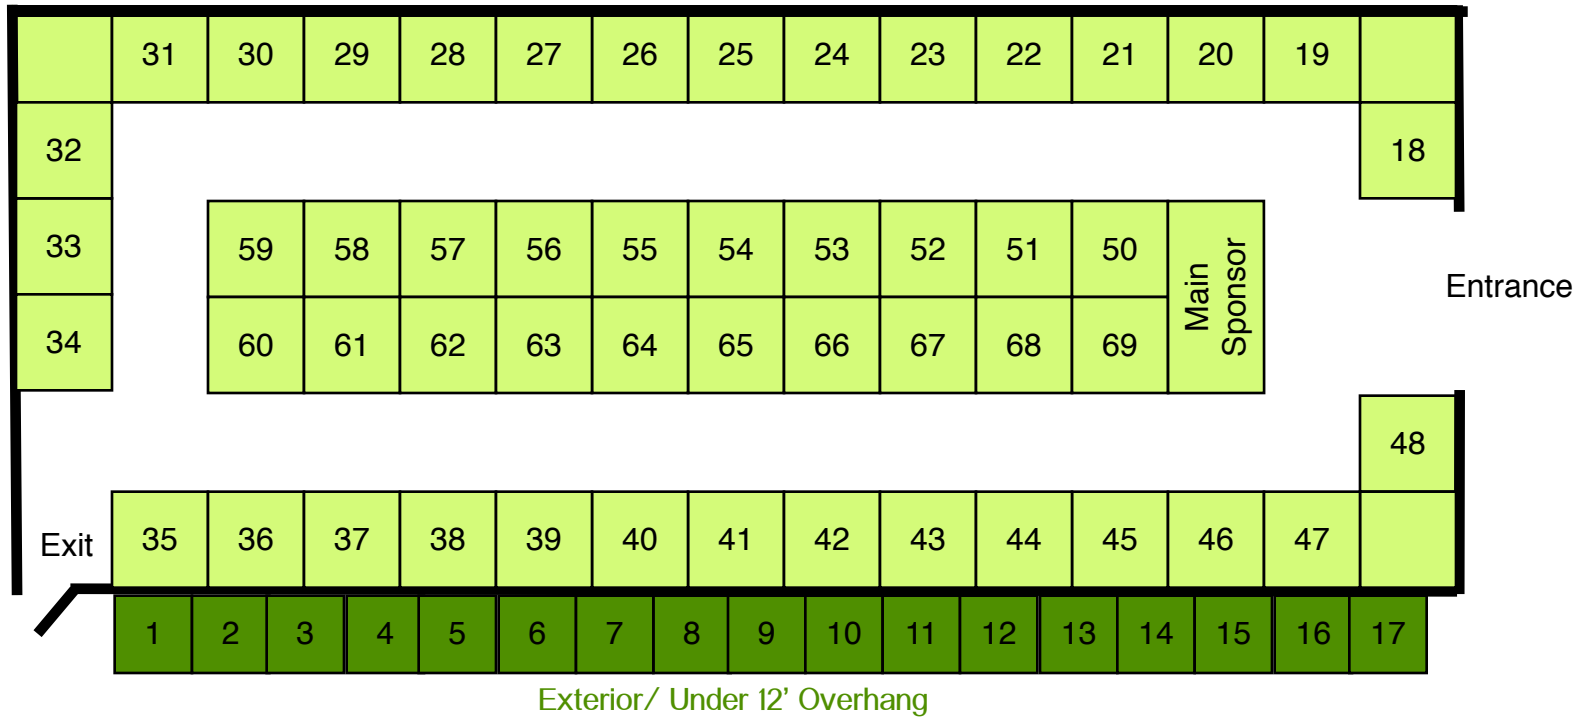 31 30 29 28 27 26 25 24 23 22 21 20 19
32 18
33 59 58 57 56 55 54 53 52 51 50 Main Sponsor
Entrance
34 60 61 62 63 64 65 66 67 68 69
48
Exit 35 36 37 38 39 40 41 42 43 44 45 46 47
1 2 3 4 5 6 7 8 9 10 11 12 13 14 15 16 17
Exterior/ Under 12’ Overhang